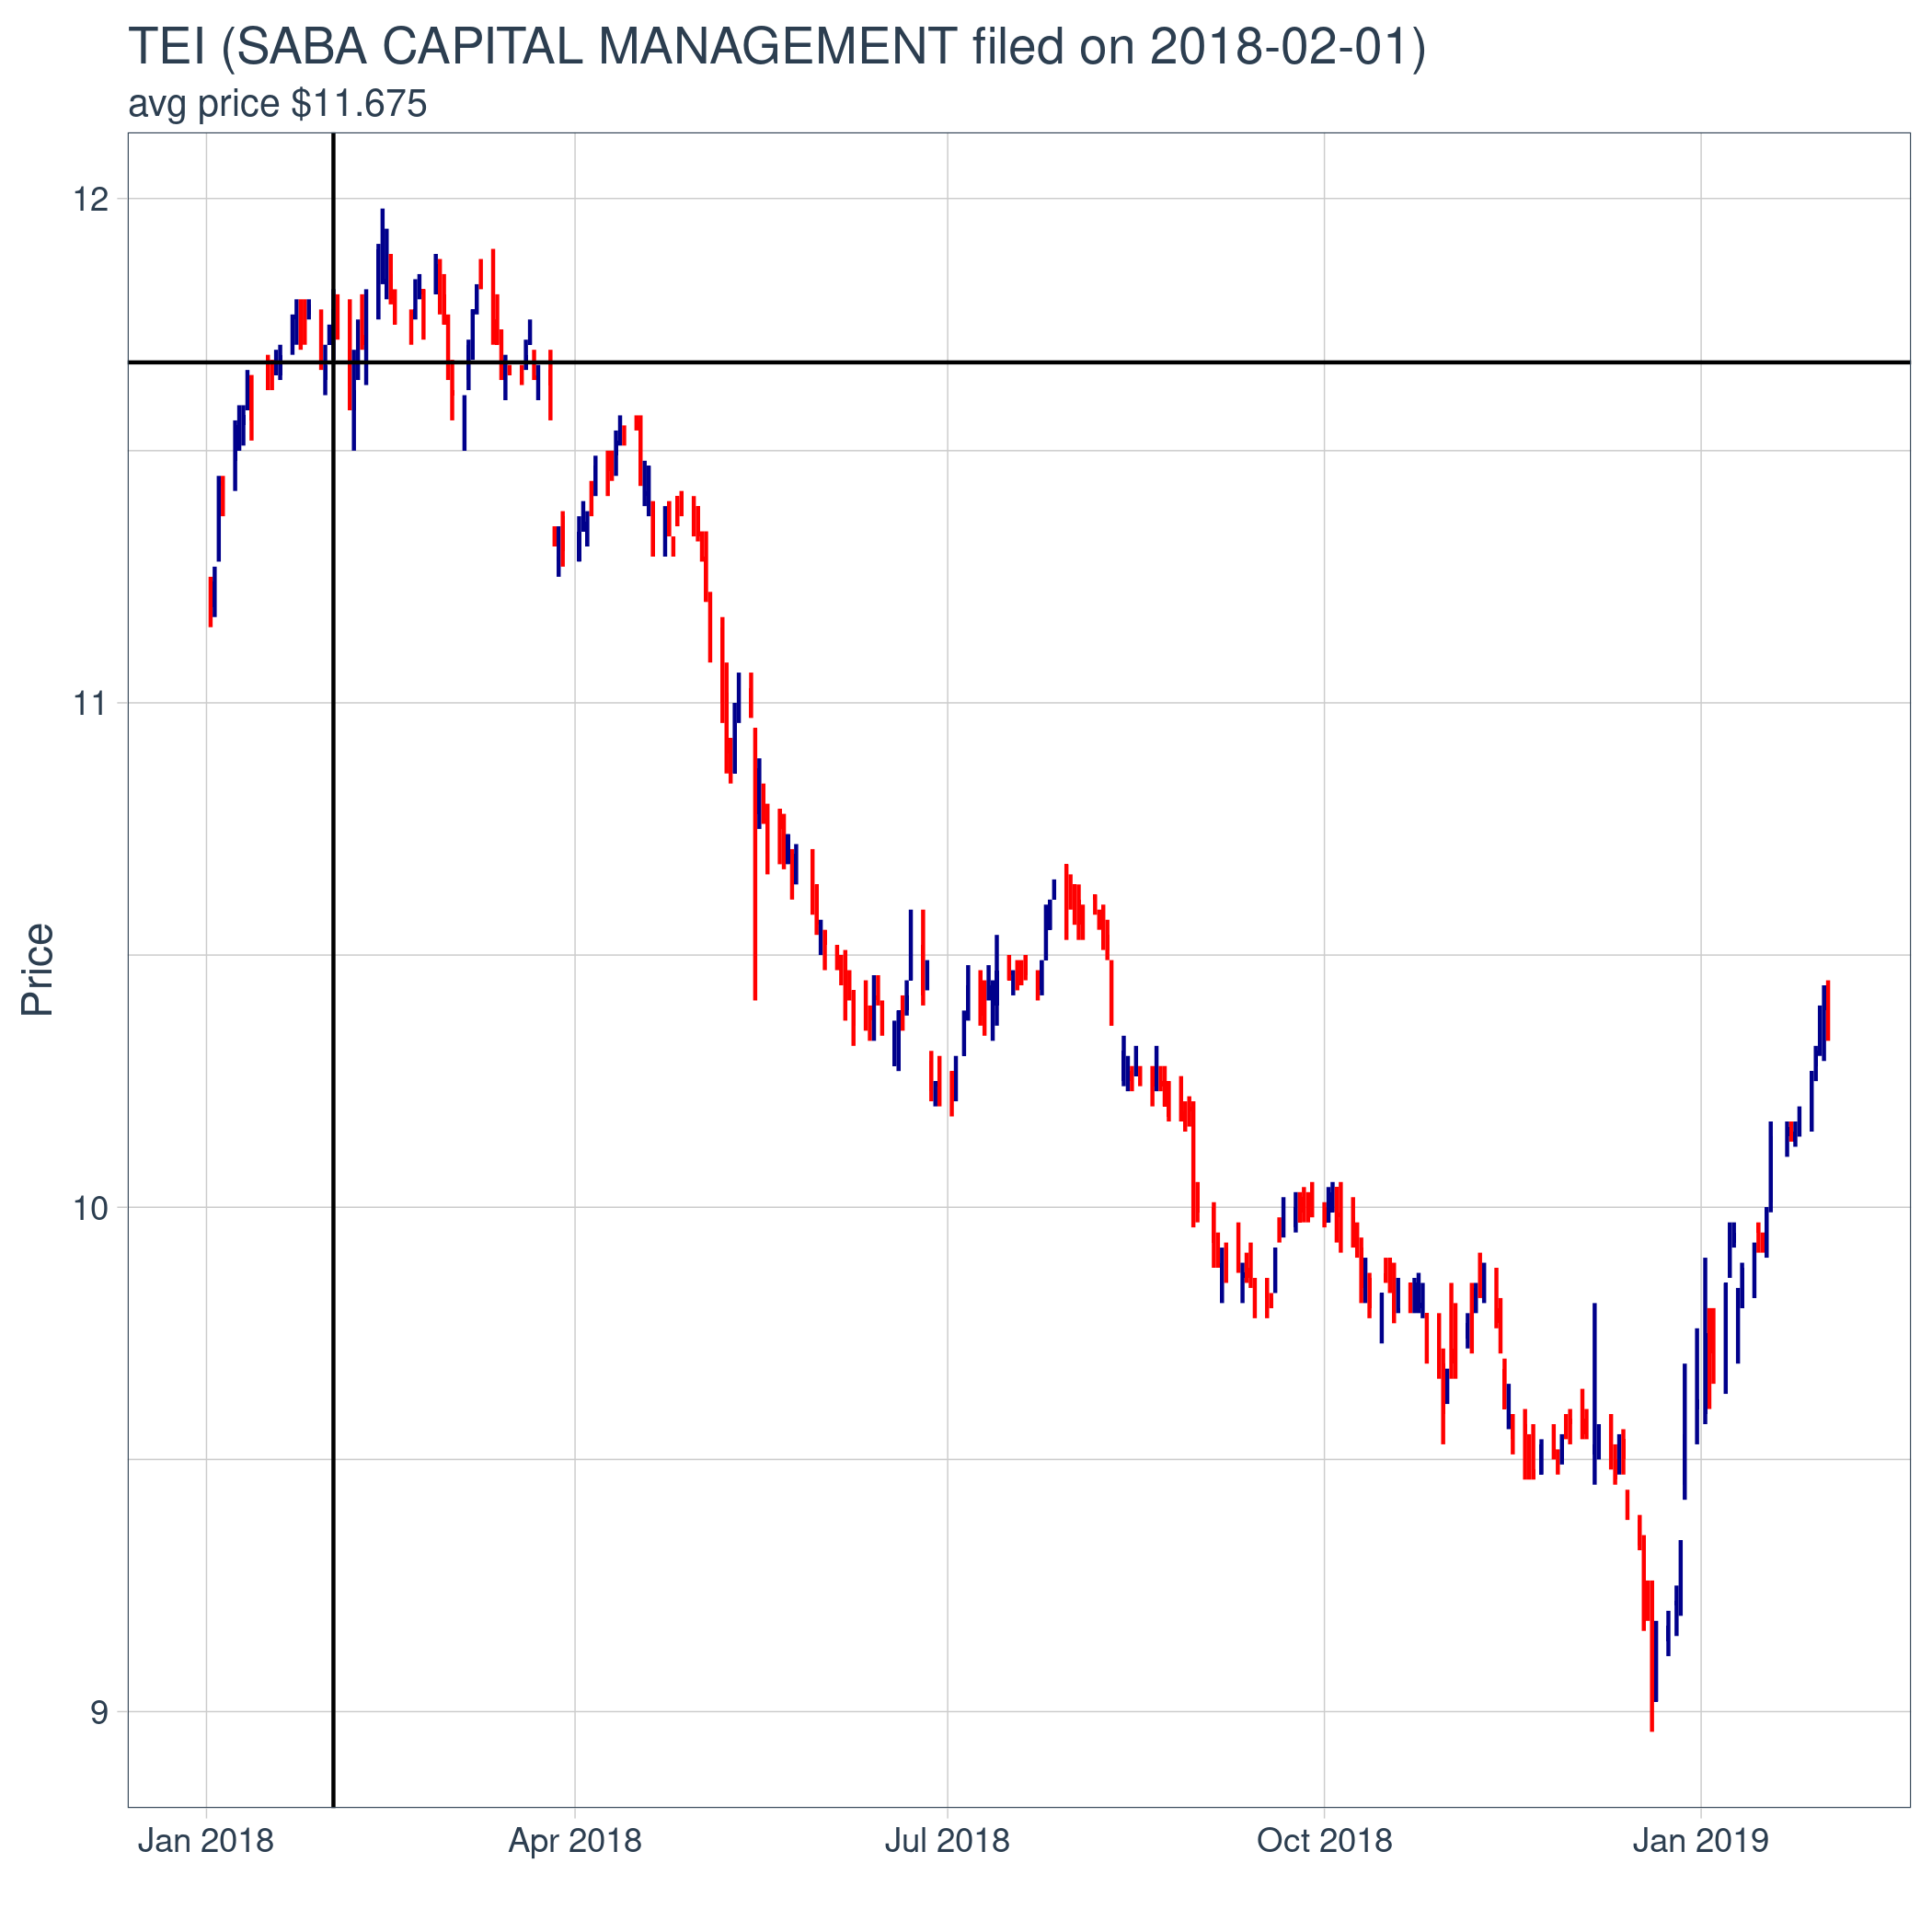 TEI (SABA CAPITAL MANAGEMENT filed on 2018-02-01)
avg price $11.675
12
11
10
9
Price
Jan 2018 Apr 2018 Jul 2018 Oct 2018 Jan 2019